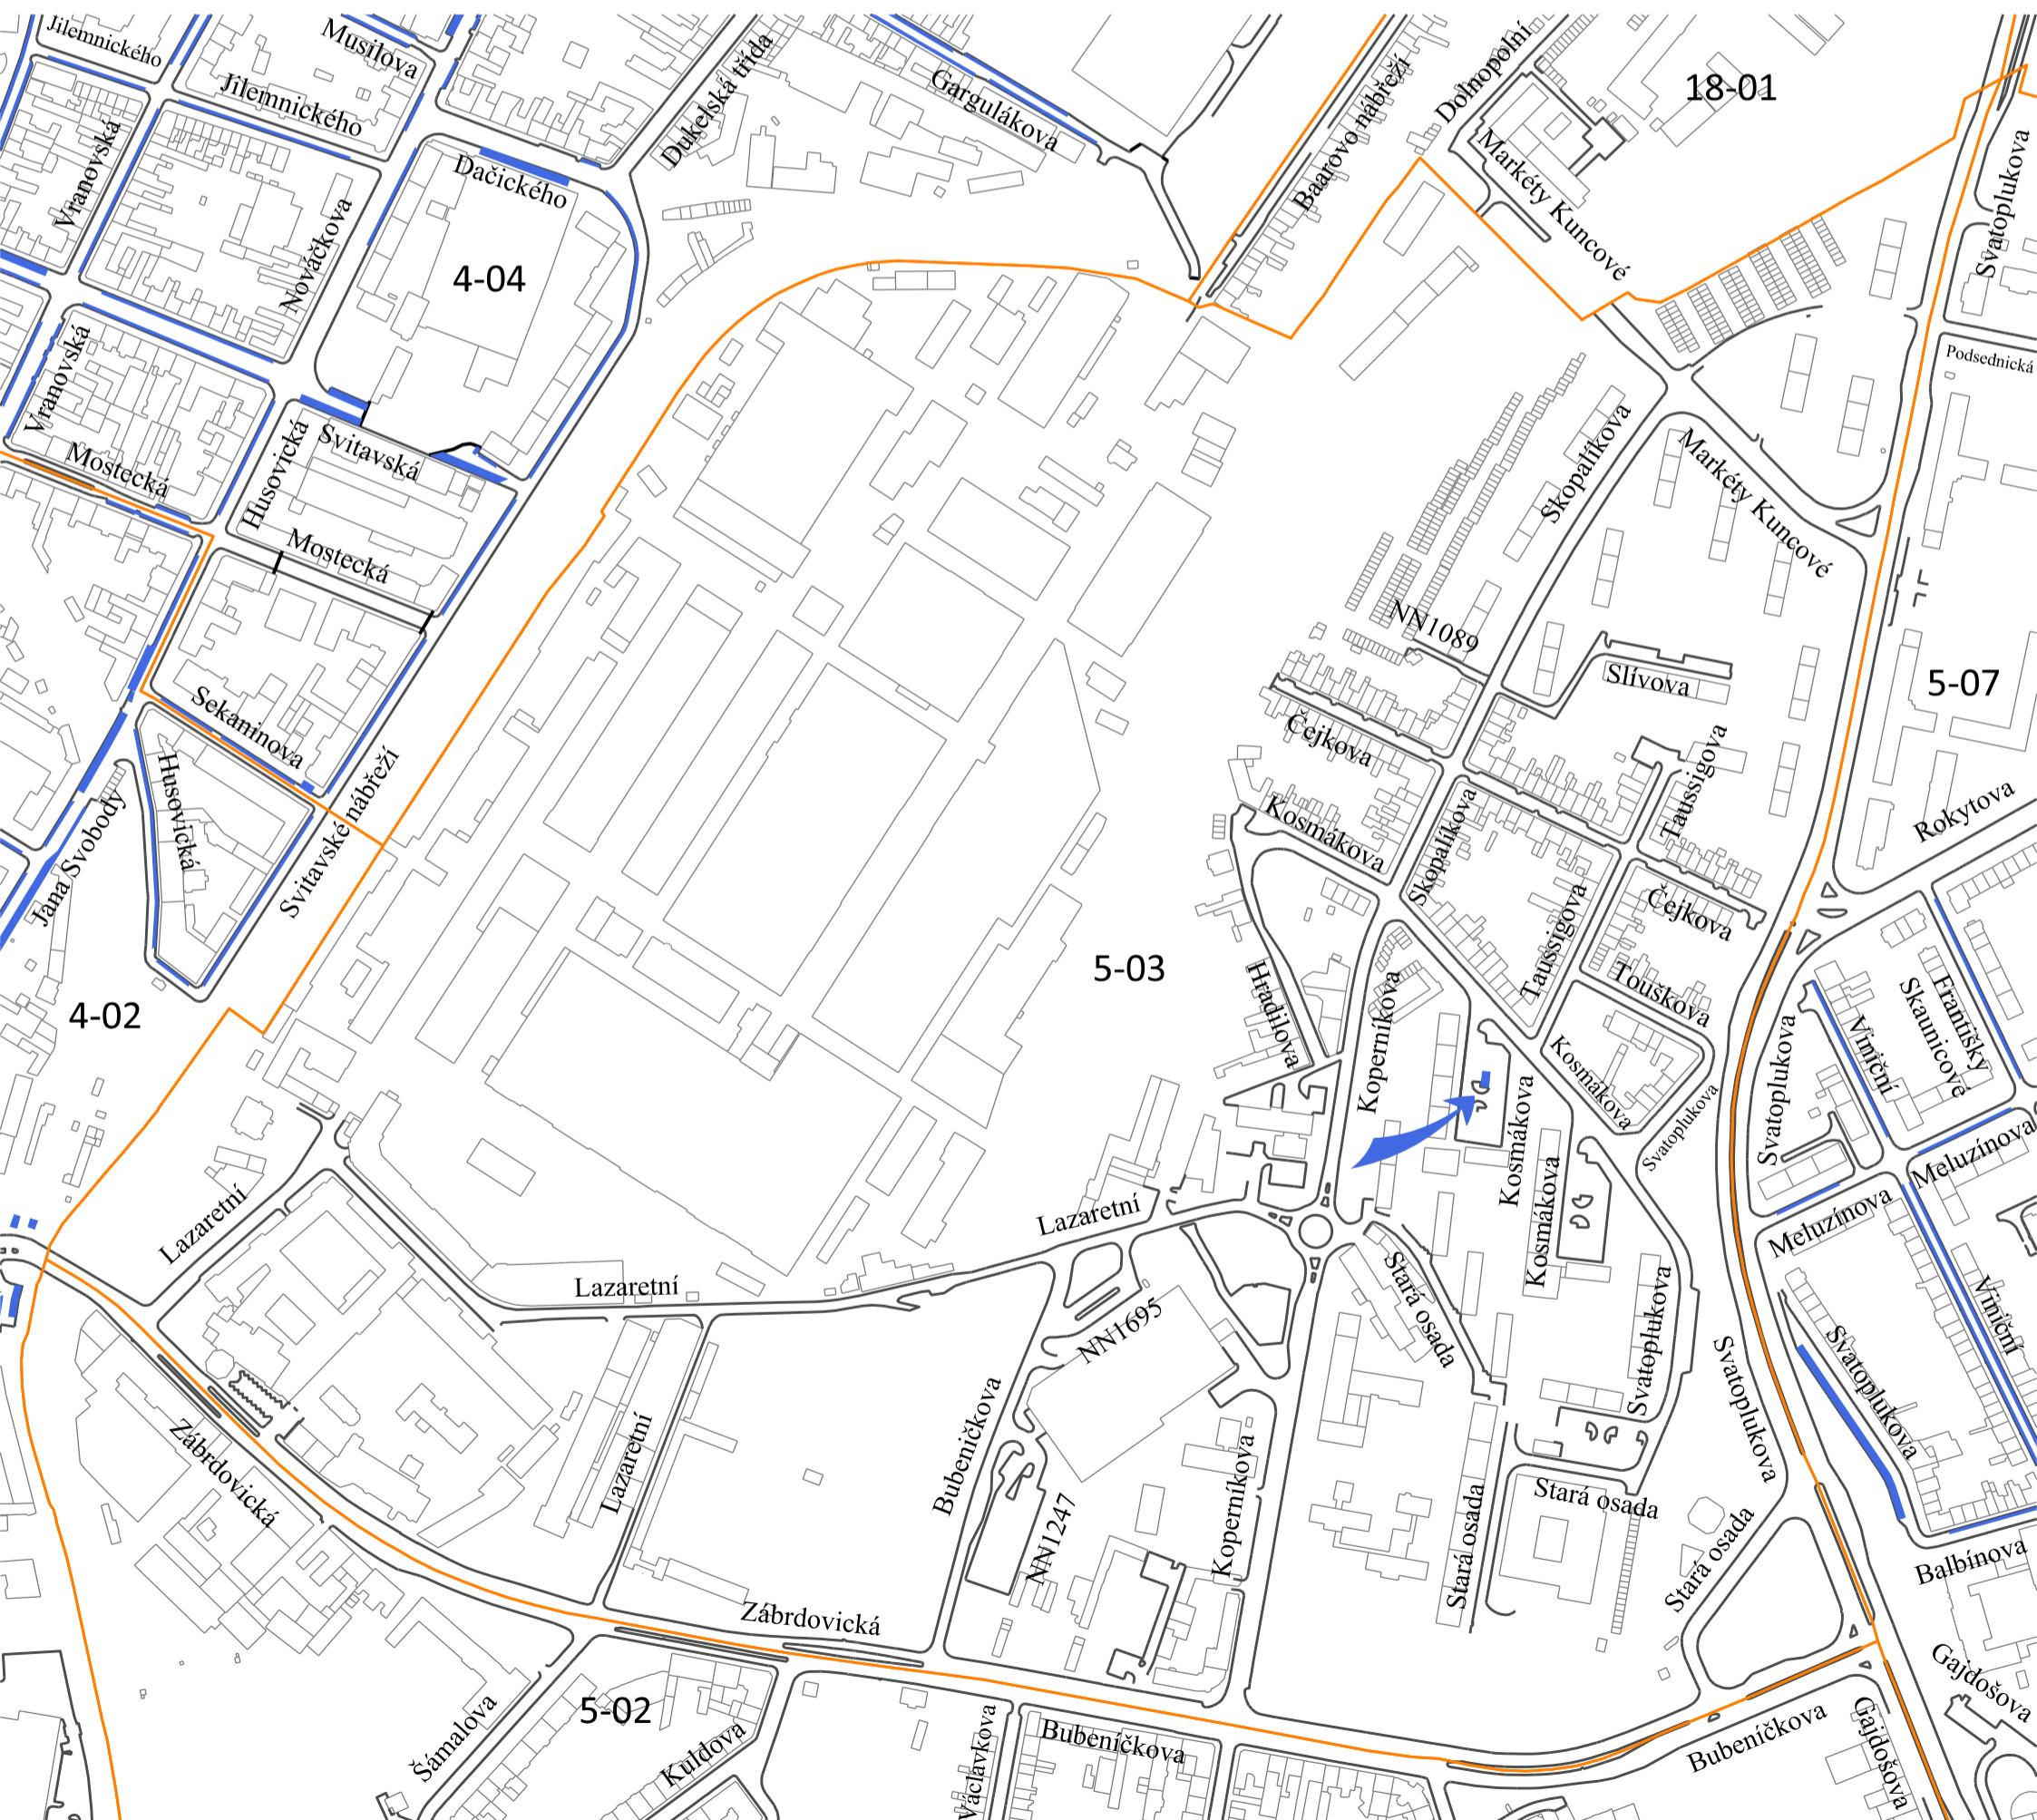 Jilemnického
Musilova
Jilemnického
Vranovská
Dukelská třída
Gargulákova
Dolnopolní
18-01
Baarovo nábřeží
Markéty Kuncové
Svatoplukova
Dačického
Nováčkova
4-04
Podsednická
Vranovská
Mostecká
Husovická
Svitavská
Mostecká
Skopalíkova
Markéty Kuncové
NN1089
Slívova
5-07
Sekaninova
Čejkova
Taussigova
Husovická
Svitavské nábřeží
Jana Svobody
Kosmákova
Skopalíkova
Rokytova
Čejkova
Taussigova
5-03
4-02
Hradilova
Koperníkova
Touškova
Františky
Skaunicové
Viniční
Svatoplukova
Kosmákova
Svatoplukova
Kosmákova
Kosmákova
Meluzínova
Meluzínova
Lazaretní
Lazaretní
Lazaretní
NN1695
Stará osada
Svatoplukova
Svatoplukova
Svatoplukova
Viniční
Zábrdovická
Lazaretní
Bubeníčkova
NN1247
Koperníkova
Stará osada
Stará osada
Stará osada
Balbínova
Zábrdovická
5-02
Šámalova
Kuldova
Václavkova
Bubeníčkova
Bubeníčkova
Gajdošova
Gajdošova